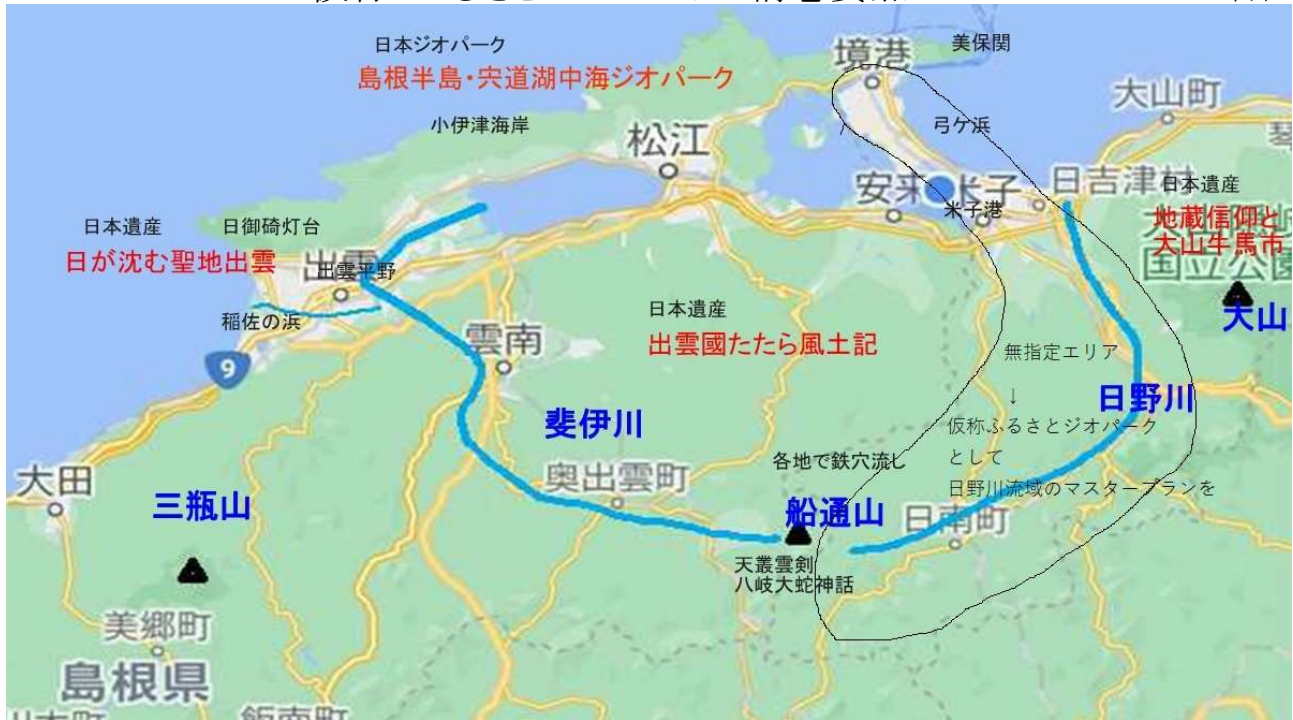 日本ジオパーク
島根半島・宍道湖中海ジオパーク
美保関
境港
大山町
小伊津海岸
弓ケ浜
松江
安来
米子
日吉津村
米子港
日本遺産
地蔵信仰と
大山牛馬市
国立公園
大山
日本遺産
日御碕灯台
日が沈む聖地出雲
出雲
出雲平野
稲佐の浜
9
雲南
日本遺産
出雲國たたら風土記
無指定エリア
↓
仮称ふるさとジオパーク
として
日野川流域のマスタープランを
日野川
斐伊川
各地で鉄穴流し
奥出雲町
船通山
日南町
天叢雲剣
八岐大蛇神話
大田
三瓶山
美郷町
島根県
飯南町